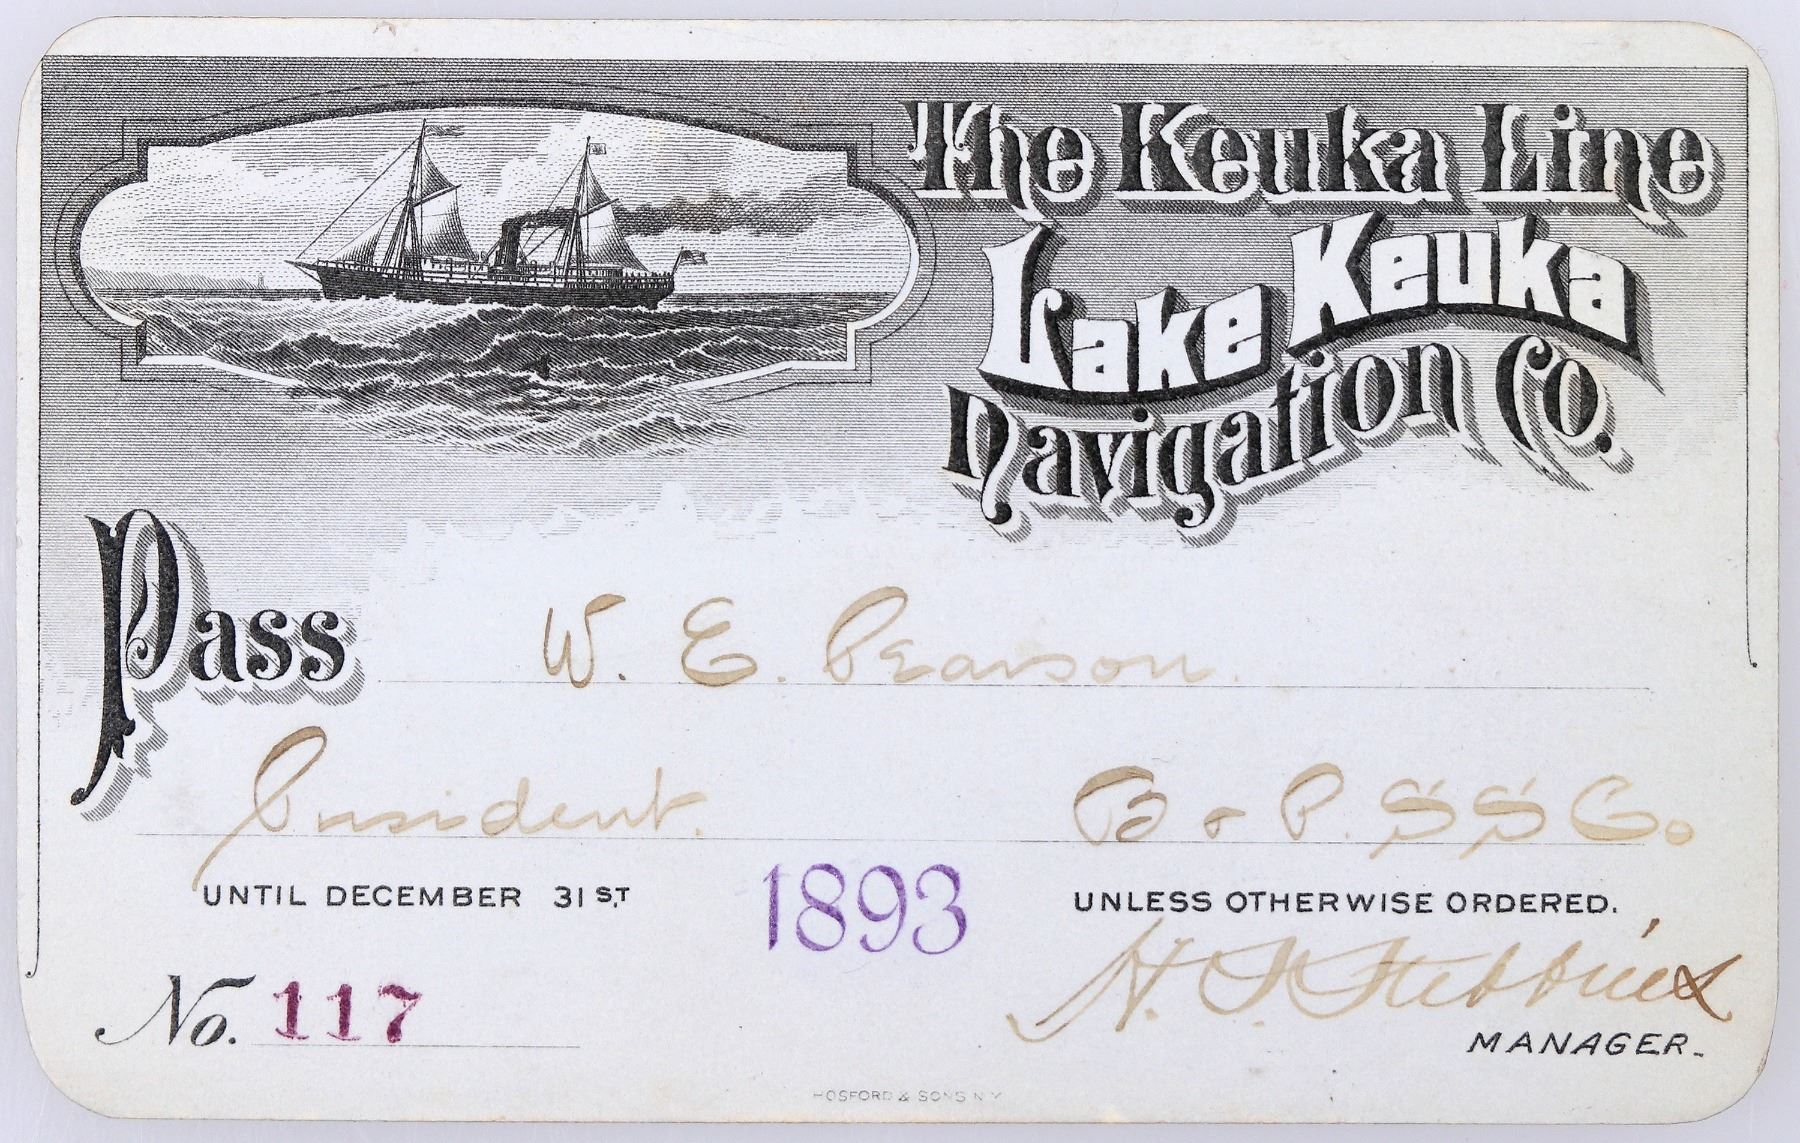 The Keuka Line
Lake Keuka
Navigation Co.
Pass W. E. Pearson.
President. B & P. S S Co
UNTIL DECEMBER 31ST, 1893 UNLESS OTHERWISE ORDERED.
No. 117
H. F. Stebbins
MANAGER.
HOSFORD & SONS N.Y.